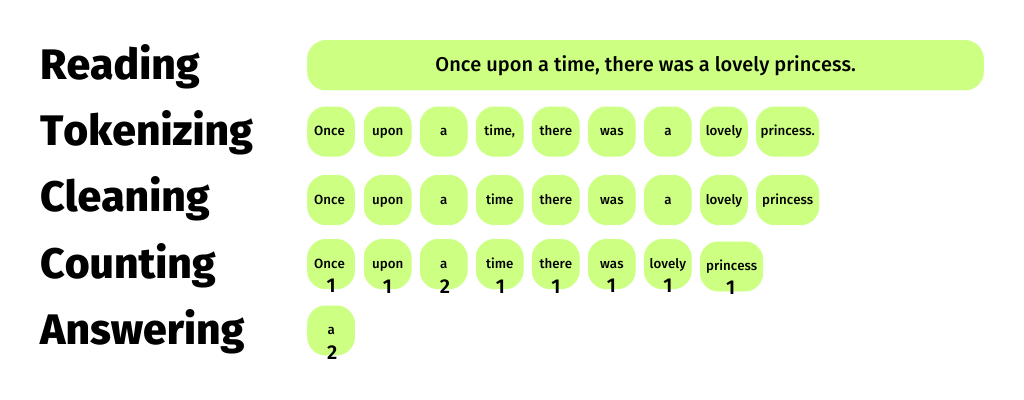 Reading Once upon a time, there was a lovely princess.
Tokenizing Once upon a time, there was a lovely princess.
Cleaning Once upon a time there was a lovely princess
Counting Once upon a time there was lovely princess
1 1 2 1 1 1 1 1
Answering a
2